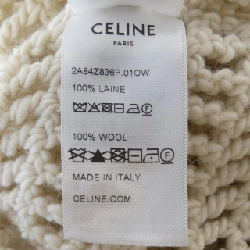 CELINE
PARIS
2A84Z836P.01OW
100% LAINE
100% WOOL
MADE IN ITALY
CELINE.COM